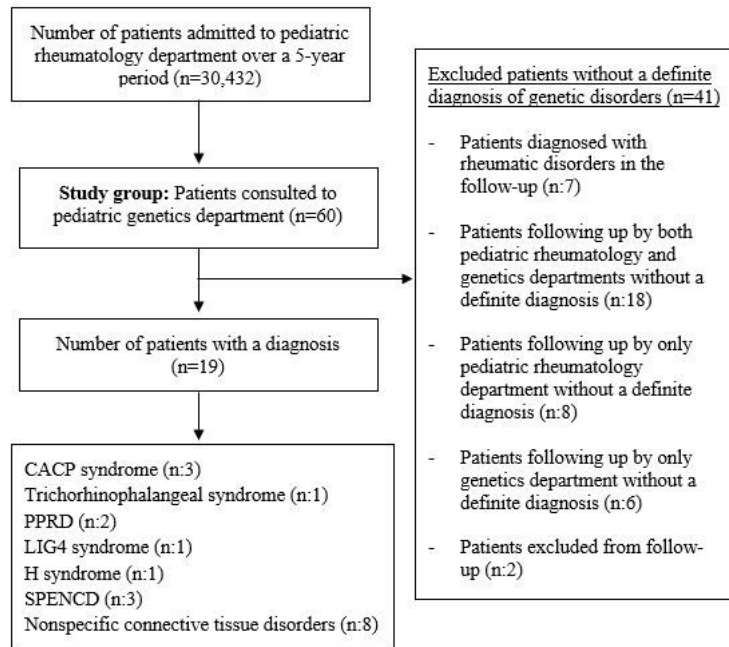 Number of patients admitted to pediatric
rheumatology department over a 5-year
period (n=30,432)
Study group: Patients consulted to
pediatric genetics department (n=60)
Number of patients with a diagnosis
(n=19)
CACP syndrome (n:3)
Trichorhinophalangeal syndrome (n:1)
PPRD (n:2)
LIG4 syndrome (n:1)
H syndrome (n:1)
SPENCD (n:3)
Nonspecific connective tissue disorders (n:8)
Excluded patients without a definite
diagnosis of genetic disorders (n=41)
- Patients diagnosed with
rheumatic disorders in the
follow-up (n:7)
- Patients following up by both
pediatric rheumatology and
genetics departments without a
definite diagnosis (n:18)
- Patients following up by only
pediatric rheumatology
department without a definite
diagnosis (n:8)
- Patients following up by only
genetics department without a
definite diagnosis (n:6)
- Patients excluded from follow-
up (n:2)